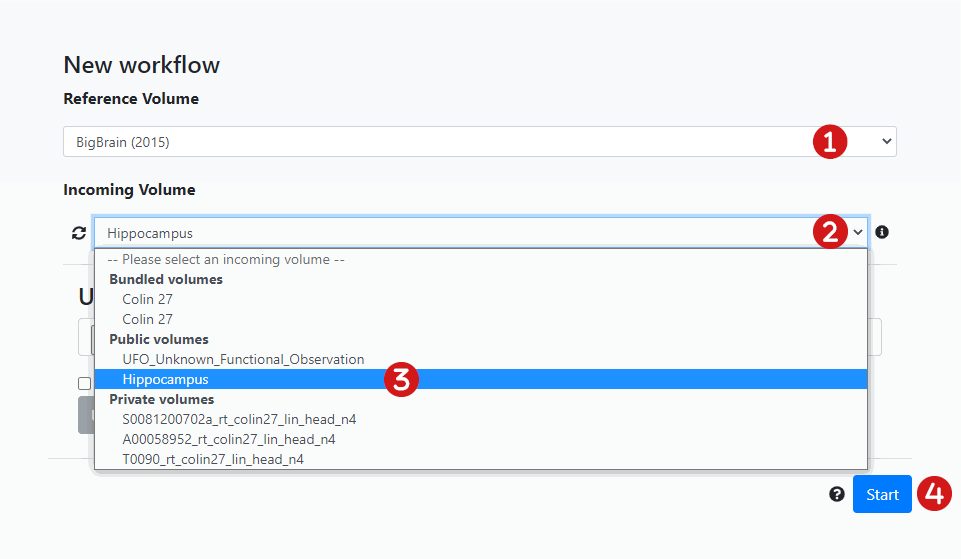 New workflow
Reference Volume
BigBrain (2015)
1
Incoming Volume
Hippocampus
2
-- Please select an incoming volume --
Bundled volumes
Colin 27
Colin 27
Public volumes
UFO_Unknown_Functional_Observation
Hippocampus
3
Private volumes
S0081200702a_rt_colin27_lin_head_n4
A00058952_rt_colin27_lin_head_n4
T0090_rt_colin27_lin_head_n4
? Start
4